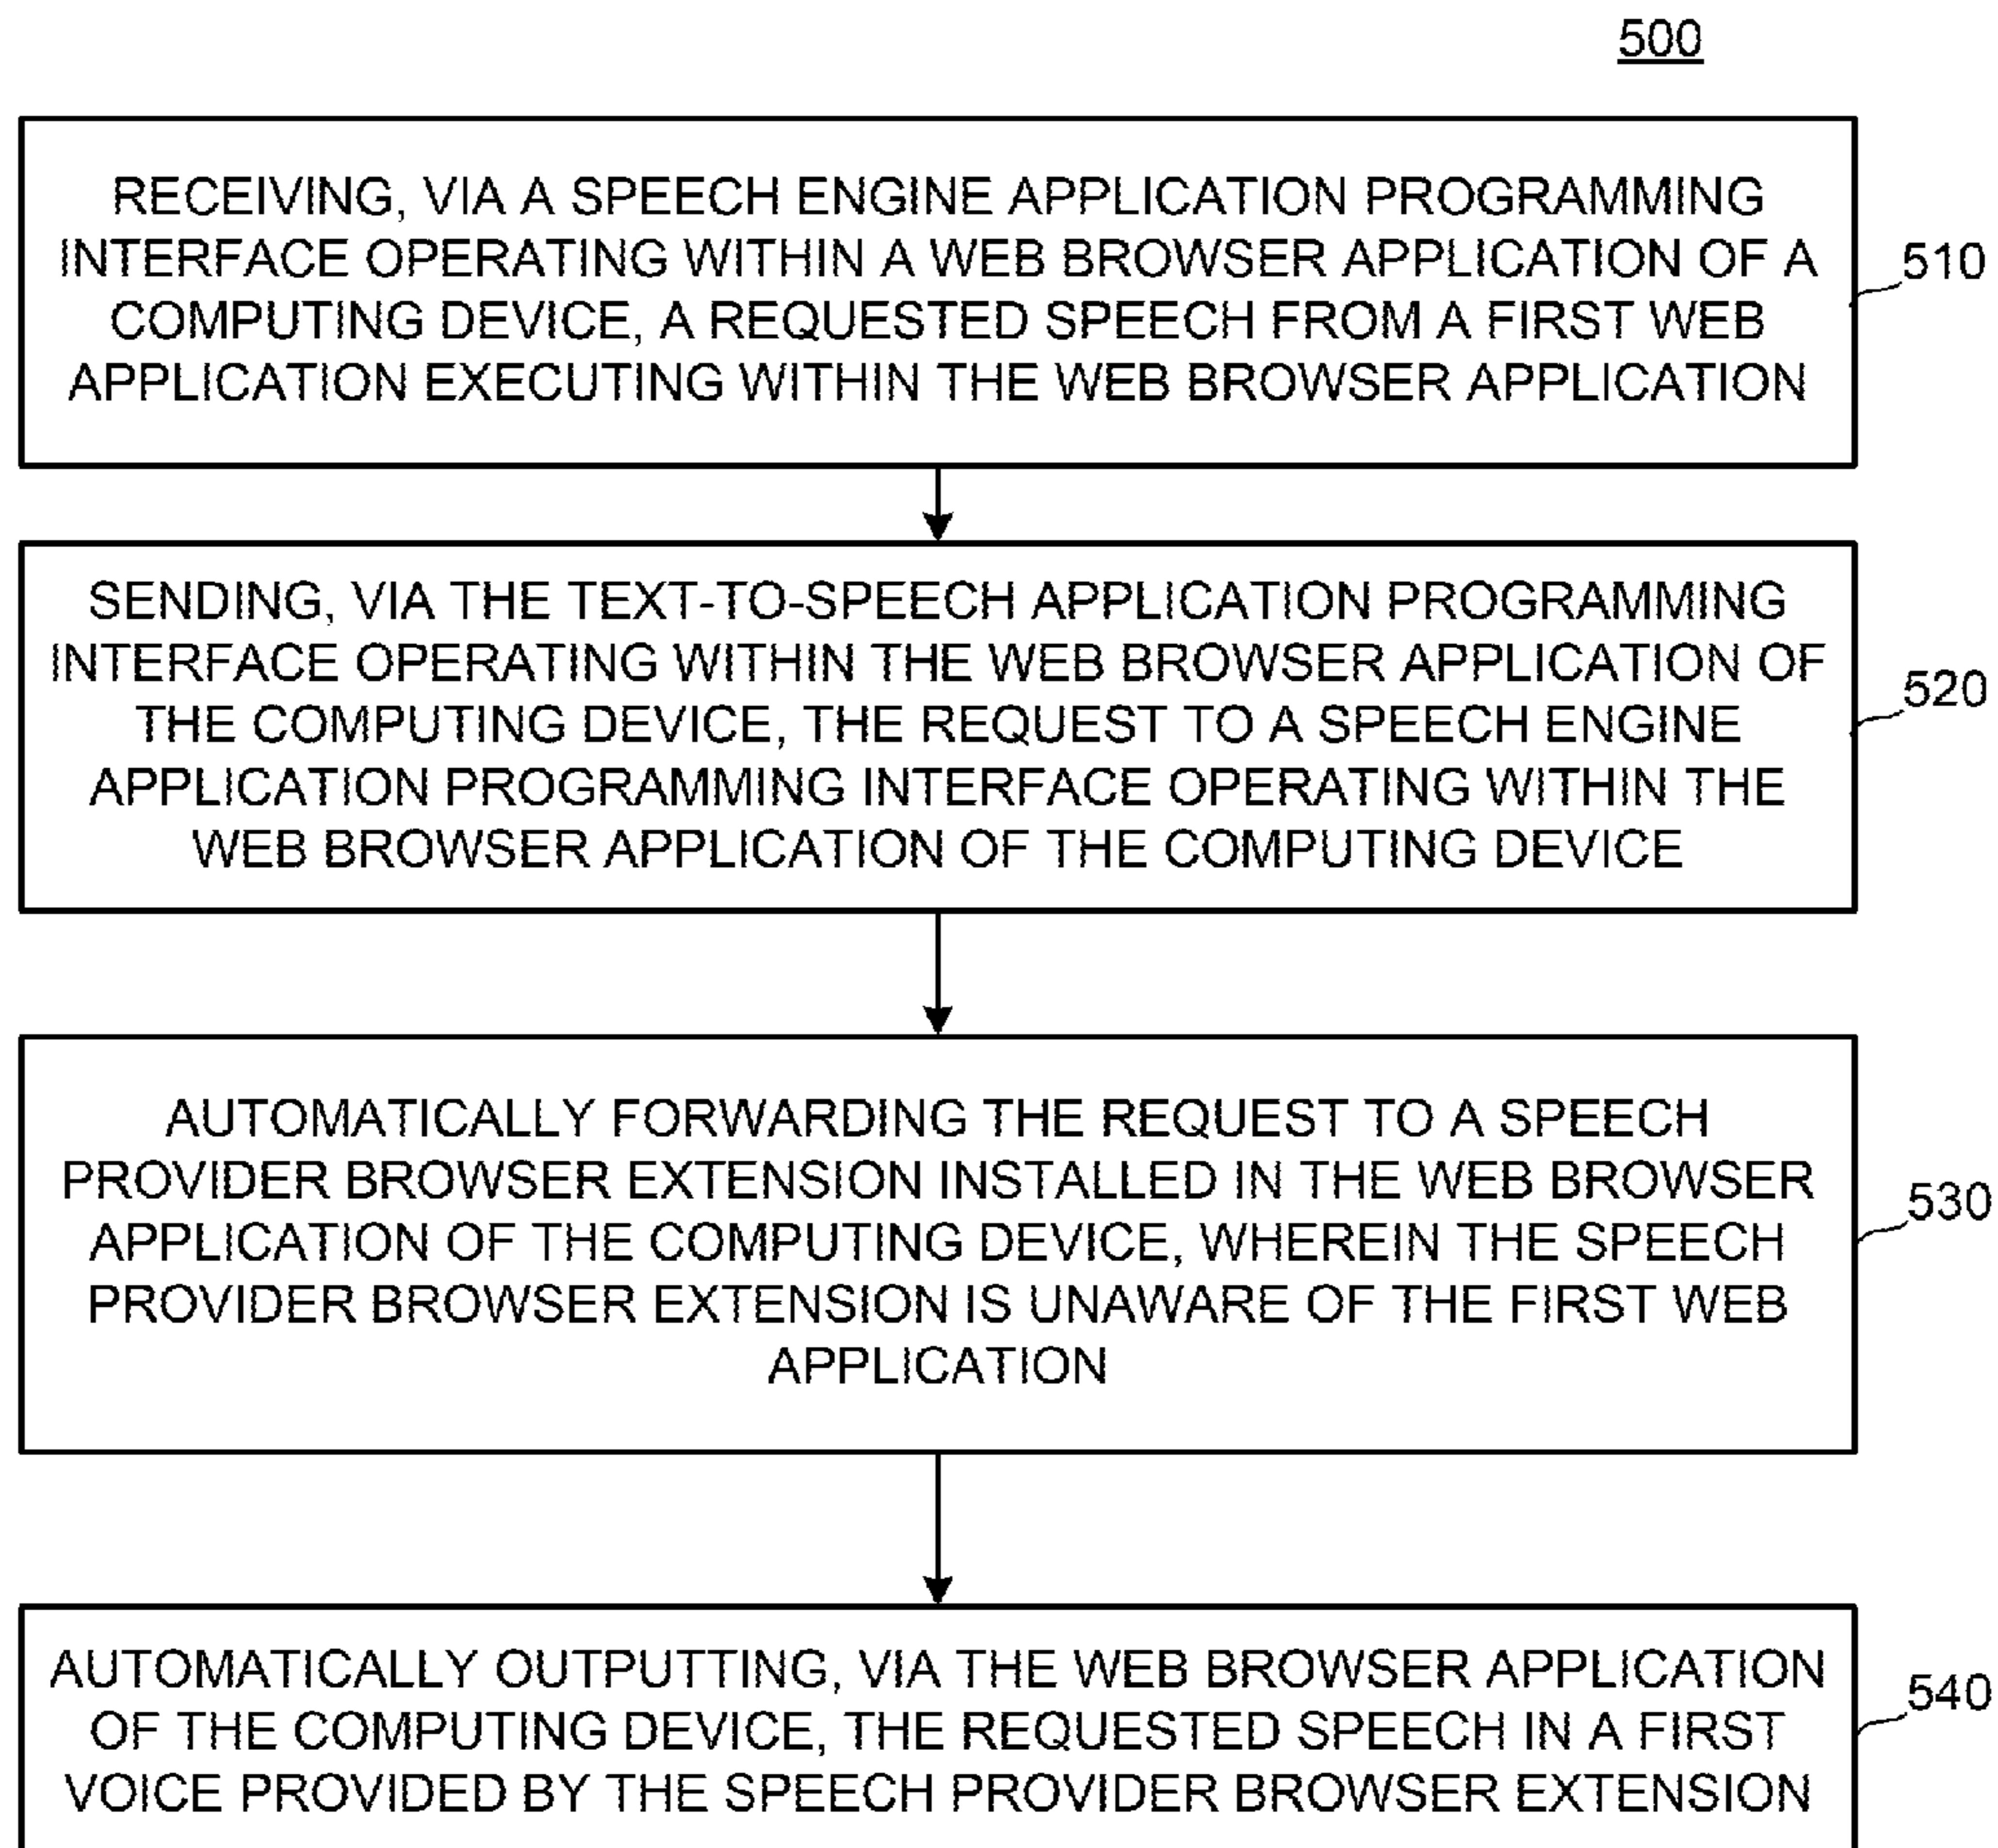 500
RECEIVING, VIA A SPEECH ENGINE APPLICATION PROGRAMMING
INTERFACE OPERATING WITHIN A WEB BROWSER APPLICATION OF A
COMPUTING DEVICE, A REQUESTED SPEECH FROM A FIRST WEB
APPLICATION EXECUTING WITHIN THE WEB BROWSER APPLICATION
510
SENDING, VIA THE TEXT-TO-SPEECH APPLICATION PROGRAMMING
INTERFACE OPERATING WITHIN THE WEB BROWSER APPLICATION OF
THE COMPUTING DEVICE, THE REQUEST TO A SPEECH ENGINE
APPLICATION PROGRAMMING INTERFACE OPERATING WITHIN THE
WEB BROWSER APPLICATION OF THE COMPUTING DEVICE
520
AUTOMATICALLY FORWARDING THE REQUEST TO A SPEECH
PROVIDER BROWSER EXTENSION INSTALLED IN THE WEB BROWSER
APPLICATION OF THE COMPUTING DEVICE, WHEREIN THE SPEECH
PROVIDER BROWSER EXTENSION IS UNAWARE OF THE FIRST WEB
APPLICATION
530
AUTOMATICALLY OUTPUTTING, VIA THE WEB BROWSER APPLICATION
OF THE COMPUTING DEVICE, THE REQUESTED SPEECH IN A FIRST
VOICE PROVIDED BY THE SPEECH PROVIDER BROWSER EXTENSION
540